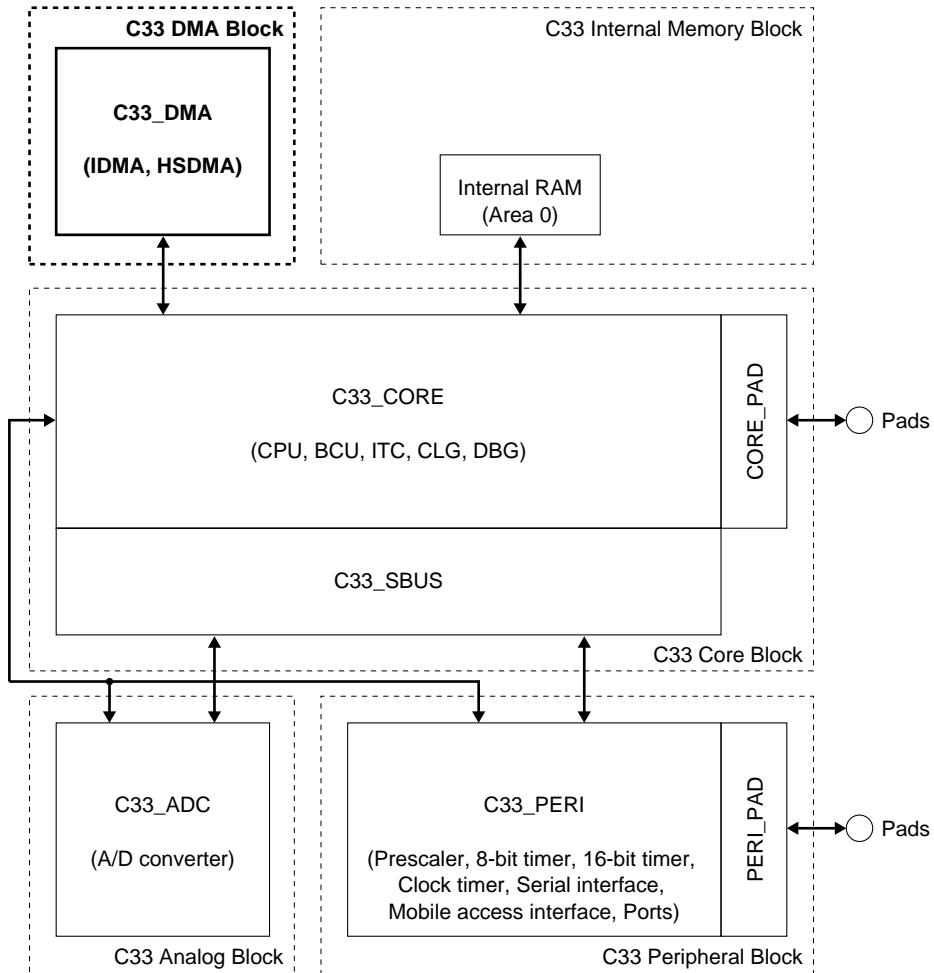 C33 DMA Block
C33 Internal Memory Block
C33_DMA
(IDMA, HSDMA)
Internal RAM
(Area 0)
C33_CORE
(CPU, BCU, ITC, CLG, DBG)
CORE_PAD
Pads
C33_SBUS
C33 Core Block
C33_ADC
(A/D converter)
C33_PERI
(Prescaler, 8-bit timer, 16-bit timer,
Clock timer, Serial interface,
Mobile access interface, Ports)
PERI_PAD
Pads
C33 Analog Block
C33 Peripheral Block